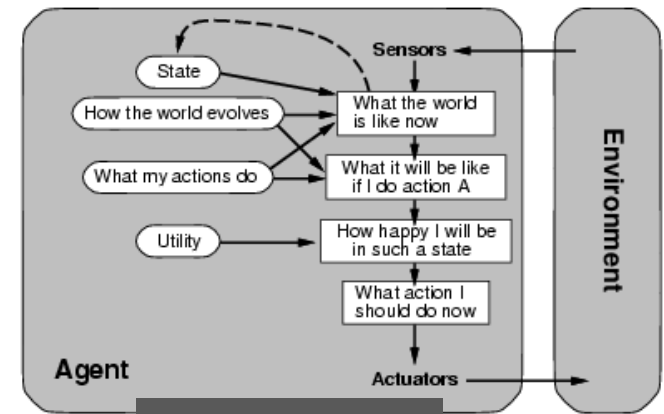 Sensors
State
What the world
is like now
How the world evolves
What it will be like
if I do action A
What my actions do
How happy I will be
in such a state
Utility
What action I
should do now
Agent
Actuators
Environment